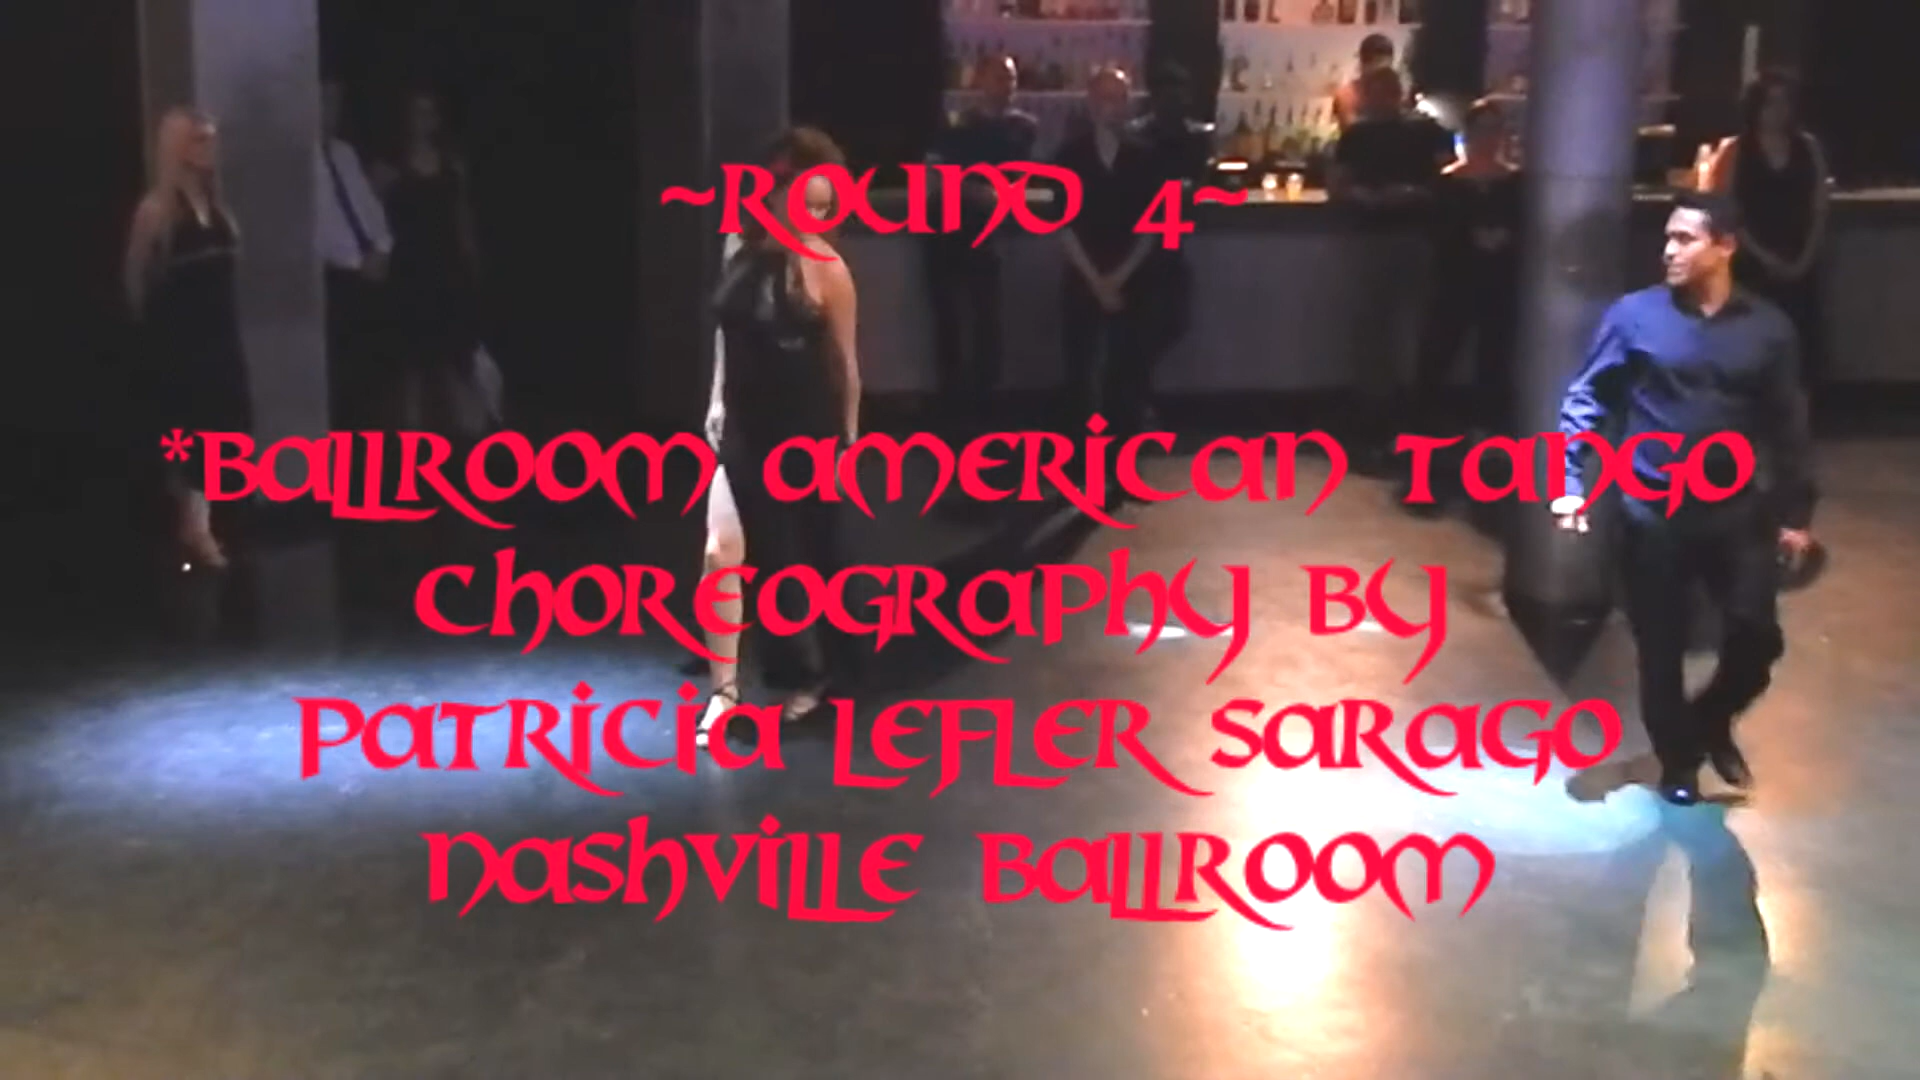 ~ROUND 4~
*BALLROOM AMERICAN TANGO
CHOREOGRAPHY BY
PATRICIA LEFLER SARAGO
NASHVILLE BALLROOM